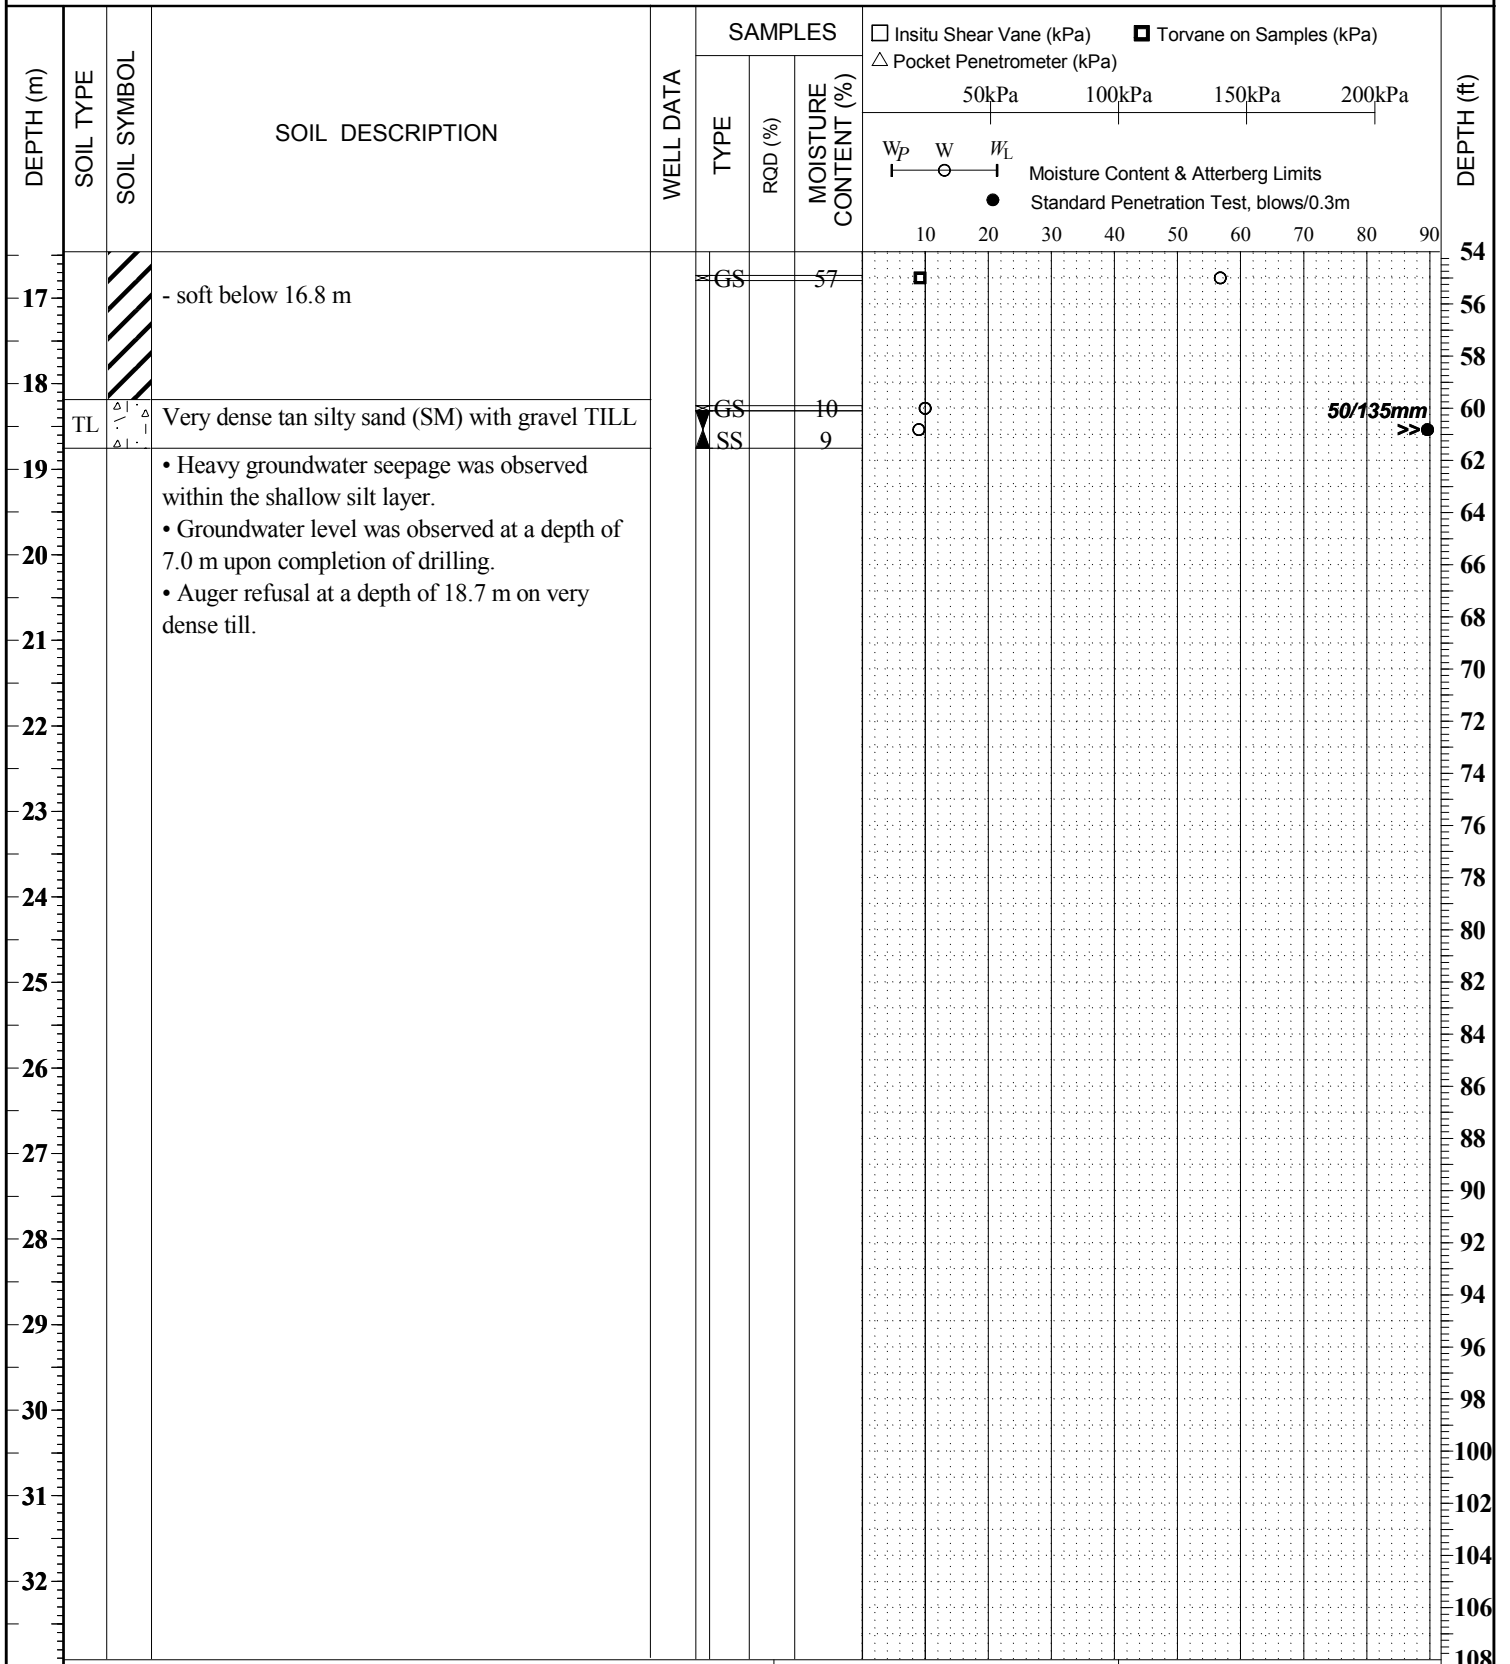 SAMPLES
□ Insitu Shear Vane (kPa) □ Torvane on Samples (kPa)
△ Pocket Penetrometer (kPa)
50kPa 100kPa 150kPa 200kPa
DEPTH (m)
SOIL TYPE
SOIL SYMBOL
SOIL DESCRIPTION
WELL DATA
TYPE
RQD (%)
MOISTURE
CONTENT (%)
DEPTH (ft)
WP W WL
Moisture Content & Atterberg Limits
● Standard Penetration Test, blows/0.3m
10 20 30 40 50 60 70 80 90
54
GS 57
17 - soft below 16.8 m
56
58
18
TL Very dense tan silty sand (SM) with gravel TILL GS 10
50/135mm 60
SS 9 >>
19 • Heavy groundwater seepage was observed 62
within the shallow silt layer.
• Groundwater level was observed at a depth of 64
20 7.0 m upon completion of drilling. 66
• Auger refusal at a depth of 18.7 m on very
dense till. 68
21
70
22 72
74
23
76
78
24
80
25 82
84
26
86
27 88
90
28 92
94
29
96
98
30
100
31 102
104
32
106
108